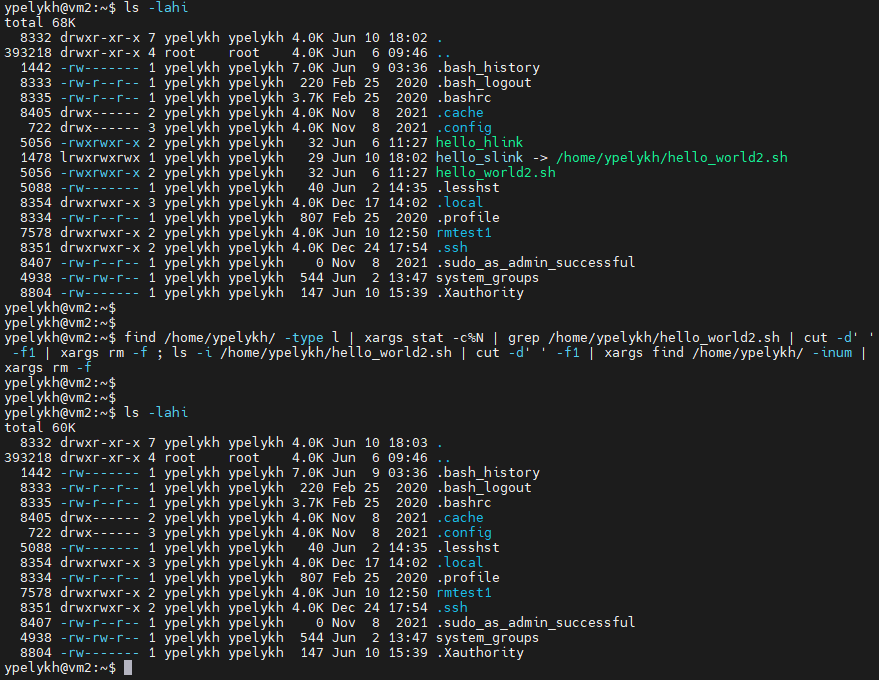 ypelykh@vm2:~$ ls -lahi
total 68K
  8332 drwxr-xr-x 7 ypelykh ypelykh 4.0K Jun 10 18:02 .
393218 drwxr-xr-x 4 root    root    4.0K Jun  6 09:46 ..
  1442 -rw------- 1 ypelykh ypelykh 7.0K Jun  9 03:36 .bash_history
  8333 -rw-r--r-- 1 ypelykh ypelykh  220 Feb 25  2020 .bash_logout
  8335 -rw-r--r-- 1 ypelykh ypelykh 3.7K Feb 25  2020 .bashrc
  8405 drwx------ 2 ypelykh ypelykh 4.0K Nov  8  2021 .cache
   722 drwx------ 3 ypelykh ypelykh 4.0K Nov  8  2021 .config
  5056 -rwxrwxr-x 2 ypelykh ypelykh   32 Jun  6 11:27 hello_hlink
  1478 lrwxrwxrwx 1 ypelykh ypelykh   29 Jun 10 18:02 hello_slink -> /home/ypelykh/hello_world2.sh
  5056 -rwxrwxr-x 2 ypelykh ypelykh   32 Jun  6 11:27 hello_world2.sh
  5088 -rw------- 1 ypelykh ypelykh   40 Jun  2 14:35 .lesshst
  8354 drwxrwxr-x 3 ypelykh ypelykh 4.0K Dec 17 14:02 .local
  8334 -rw-r--r-- 1 ypelykh ypelykh  807 Feb 25  2020 .profile
  7578 drwxrwxr-x 2 ypelykh ypelykh 4.0K Jun 10 12:50 rmtest1
  8351 drwxrwxr-x 2 ypelykh ypelykh 4.0K Dec 24 17:54 .ssh
  8407 -rw-r--r-- 1 ypelykh ypelykh    0 Nov  8  2021 .sudo_as_admin_successful
  4938 -rw-rw-r-- 1 ypelykh ypelykh  544 Jun  2 13:47 system_groups
  8804 -rw------- 1 ypelykh ypelykh  147 Jun 10 15:39 .Xauthority
ypelykh@vm2:~$
ypelykh@vm2:~$
ypelykh@vm2:~$ find /home/ypelykh/ -type l | xargs stat -c%N | grep /home/ypelykh/hello_world2.sh | cut -d' '
 -f1 | xargs rm -f ; ls -i /home/ypelykh/hello_world2.sh | cut -d' ' -f1 | xargs find /home/ypelykh/ -inum |
xargs rm -f
ypelykh@vm2:~$
ypelykh@vm2:~$
ypelykh@vm2:~$ ls -lahi
total 60K
  8332 drwxr-xr-x 7 ypelykh ypelykh 4.0K Jun 10 18:03 .
393218 drwxr-xr-x 4 root    root    4.0K Jun  6 09:46 ..
  1442 -rw------- 1 ypelykh ypelykh 7.0K Jun  9 03:36 .bash_history
  8333 -rw-r--r-- 1 ypelykh ypelykh  220 Feb 25  2020 .bash_logout
  8335 -rw-r--r-- 1 ypelykh ypelykh 3.7K Feb 25  2020 .bashrc
  8405 drwx------ 2 ypelykh ypelykh 4.0K Nov  8  2021 .cache
   722 drwx------ 3 ypelykh ypelykh 4.0K Nov  8  2021 .config
  5088 -rw------- 1 ypelykh ypelykh   40 Jun  2 14:35 .lesshst
  8354 drwxrwxr-x 3 ypelykh ypelykh 4.0K Dec 17 14:02 .local
  8334 -rw-r--r-- 1 ypelykh ypelykh  807 Feb 25  2020 .profile
  7578 drwxrwxr-x 2 ypelykh ypelykh 4.0K Jun 10 12:50 rmtest1
  8351 drwxrwxr-x 2 ypelykh ypelykh 4.0K Dec 24 17:54 .ssh
  8407 -rw-r--r-- 1 ypelykh ypelykh    0 Nov  8  2021 .sudo_as_admin_successful
  4938 -rw-rw-r-- 1 ypelykh ypelykh  544 Jun  2 13:47 system_groups
  8804 -rw------- 1 ypelykh ypelykh  147 Jun 10 15:39 .Xauthority
ypelykh@vm2:~$